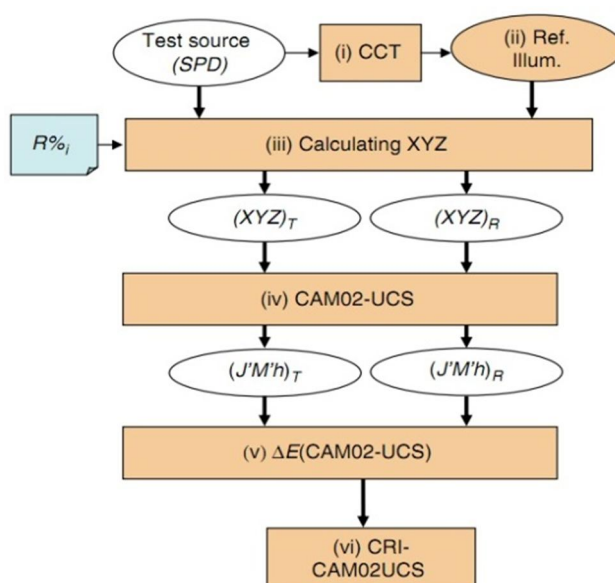 Test source
(SPD)
(i) CCT
(ii) Ref.
Illum.
R%i
(iii) Calculating XYZ
(XYZ)T
(XYZ)R
(iv) CAM02-UCS
(J'M'h)T
(J'M'h)R
(v) ΔE(CAM02-UCS)
(vi) CRI-
CAM02UCS